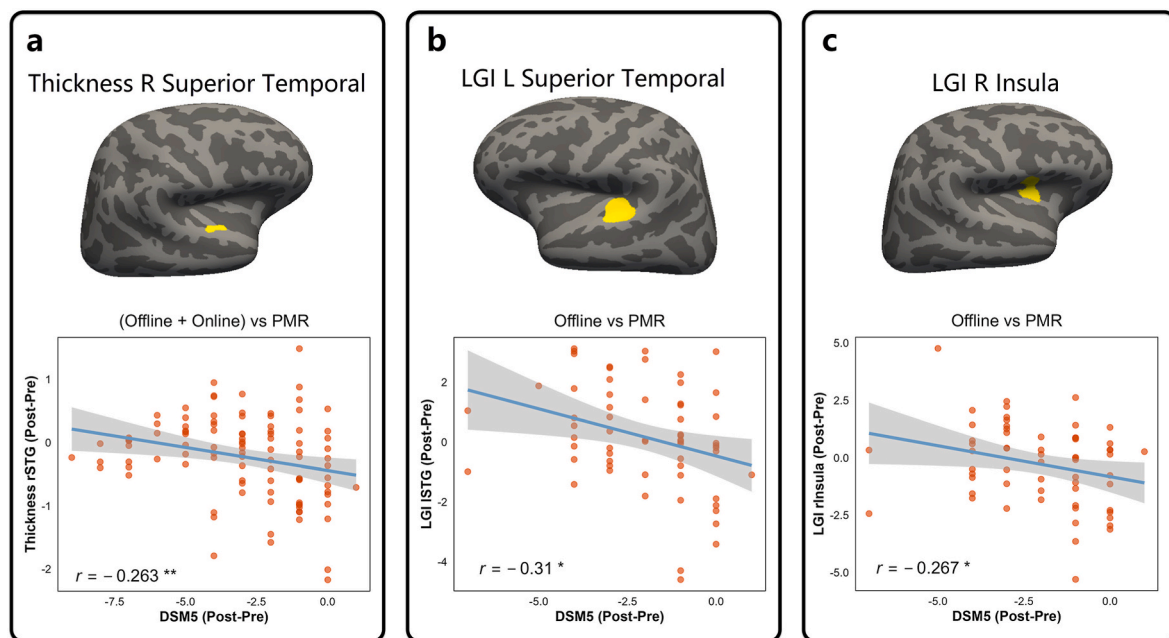 a
Thickness R Superior Temporal
(Offline + Online) vs PMR
Thickness rSTG (Post-Pre)
1
0
-1
-2
r = −0.263 **
-7.5
-5.0
-2.5
0.0
DSM5 (Post-Pre)
b
LGI L Superior Temporal
Offline vs PMR
LGI lSTG (Post-Pre)
2
0
-2
-4
r = −0.31 *
-5.0
-2.5
0.0
DSM5 (Post-Pre)
c
LGI R Insula
Offline vs PMR
LGI rInsula (Post-Pre)
5.0
2.5
0.0
-2.5
-5.0
r = −0.267 *
-5.0
-2.5
0.0
DSM5 (Post-Pre)